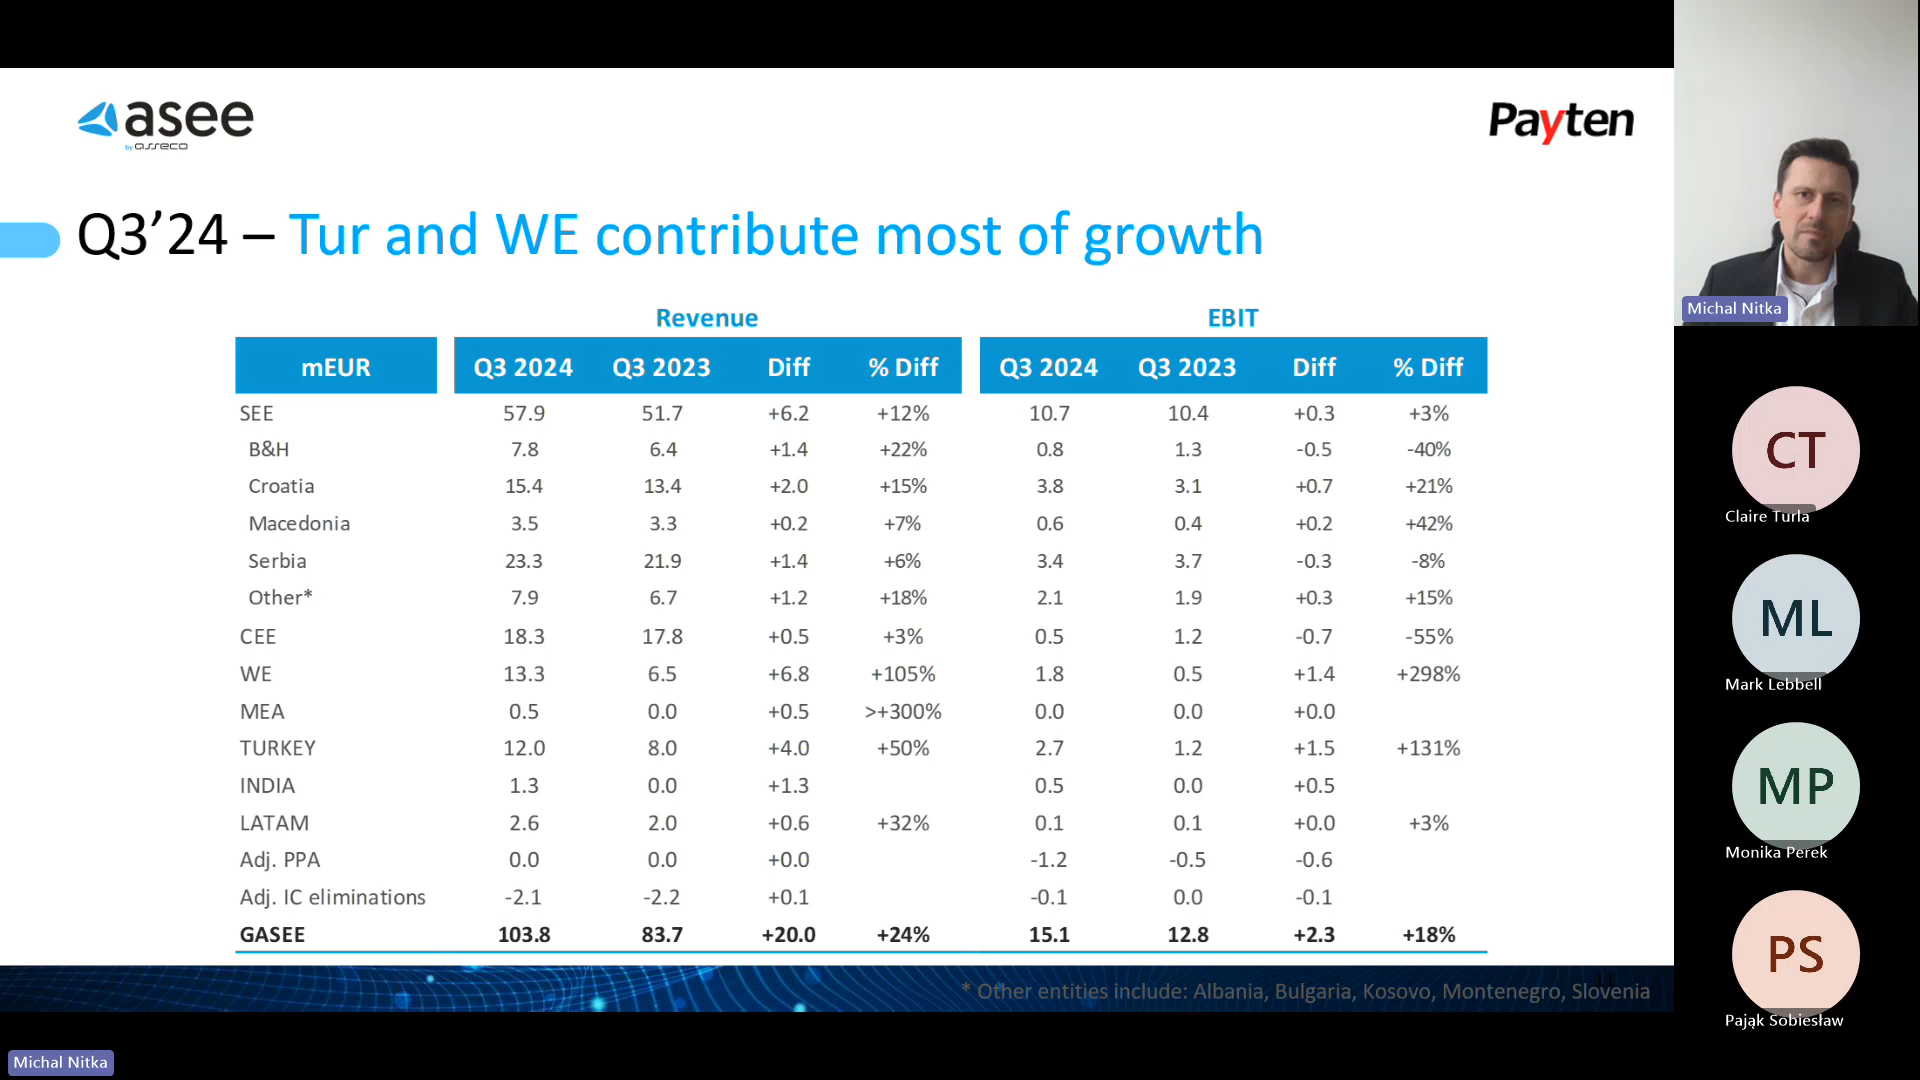 asee
by asseco
Payten
Q3’24 – Tur and WE contribute most of growth
Revenue EBIT
mEUR Q3 2024 Q3 2023 Diff % Diff Q3 2024 Q3 2023 Diff % Diff
SEE 57.9 51.7 +6.2 +12% 10.7 10.4 +0.3 +3%
B&H 7.8 6.4 +1.4 +22% 0.8 1.3 -0.5 -40%
Croatia 15.4 13.4 +2.0 +15% 3.8 3.1 +0.7 +21%
Macedonia 3.5 3.3 +0.2 +7% 0.6 0.4 +0.2 +42%
Serbia 23.3 21.9 +1.4 +6% 3.4 3.7 -0.3 -8%
Other* 7.9 6.7 +1.2 +18% 2.1 1.9 +0.3 +15%
CEE 18.3 17.8 +0.5 +3% 0.5 1.2 -0.7 -55%
WE 13.3 6.5 +6.8 +105% 1.8 0.5 +1.4 +298%
MEA 0.5 0.0 +0.5 >+300% 0.0 0.0 +0.0
TURKEY 12.0 8.0 +4.0 +50% 2.7 1.2 +1.5 +131%
INDIA 1.3 0.0 +1.3 0.5 0.0 +0.5
LATAM 2.6 2.0 +0.6 +32% 0.1 0.1 +0.0 +3%
Adj. PPA 0.0 0.0 +0.0 -1.2 -0.5 -0.6
Adj. IC eliminations -2.1 -2.2 +0.1 -0.1 0.0 -0.1
GASEE 103.8 83.7 +20.0 +24% 15.1 12.8 +2.3 +18%
* Other entities include: Albania, Bulgaria, Kosovo, Montenegro, Slovenia
Michal Nitka
CT
Claire Turla
ML
Mark Lebbell
MP
Monika Perek
PS
Pająk Sobiesław
Michal Nitka